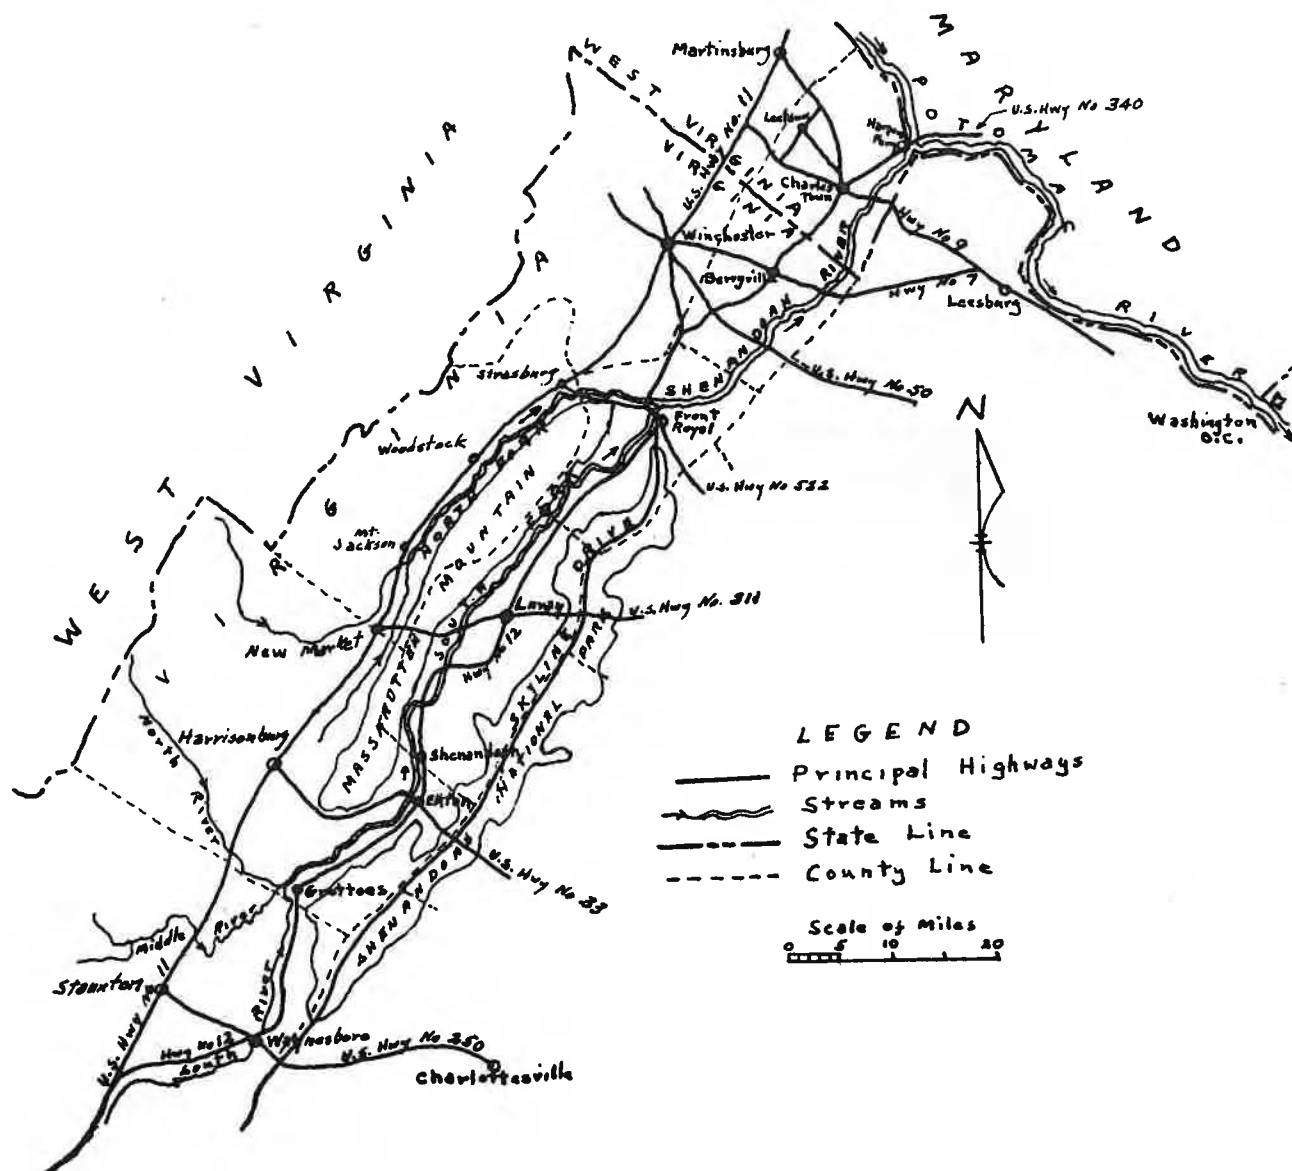 MARYLAND
WEST VIRGINIA
VIRGINIA
Martinsburg
U.S. Hwy No 340
POTOMAC RIVER
U.S. Hwy No. 11
WEST VIRGINIA
VIRGINIA
Charles
Town
Winchester
Berryville
Hwy No 9
Hwy No 7
Leesburg
SHENANDOAH RIVER
U.S. Hwy No. 50
Strasburg
Front
Royal
Washington
D.C.
N
Woodstock
U.S. Hwy No 522
NORTH FORK
MASSANUTTEN MOUNTAIN
SOUTH FORK
Mt.
Jackson
SKYLINE DRIVE
Luray
U.S. Hwy No. 211
New Market
Hwy No 12
SHENANDOAH NATIONAL PARK
Harrisonburg
North River
Shenandoah
Elkton
U.S. Hwy No 33
Grottoes
Middle River
Staunton
U.S. Hwy No 11
Hwy No 12
South River
Waynesboro
U.S. Hwy No 250
Charlottesville
LEGEND
Principal Highways
Streams
State Line
County Line
Scale of Miles
0 5 10 20